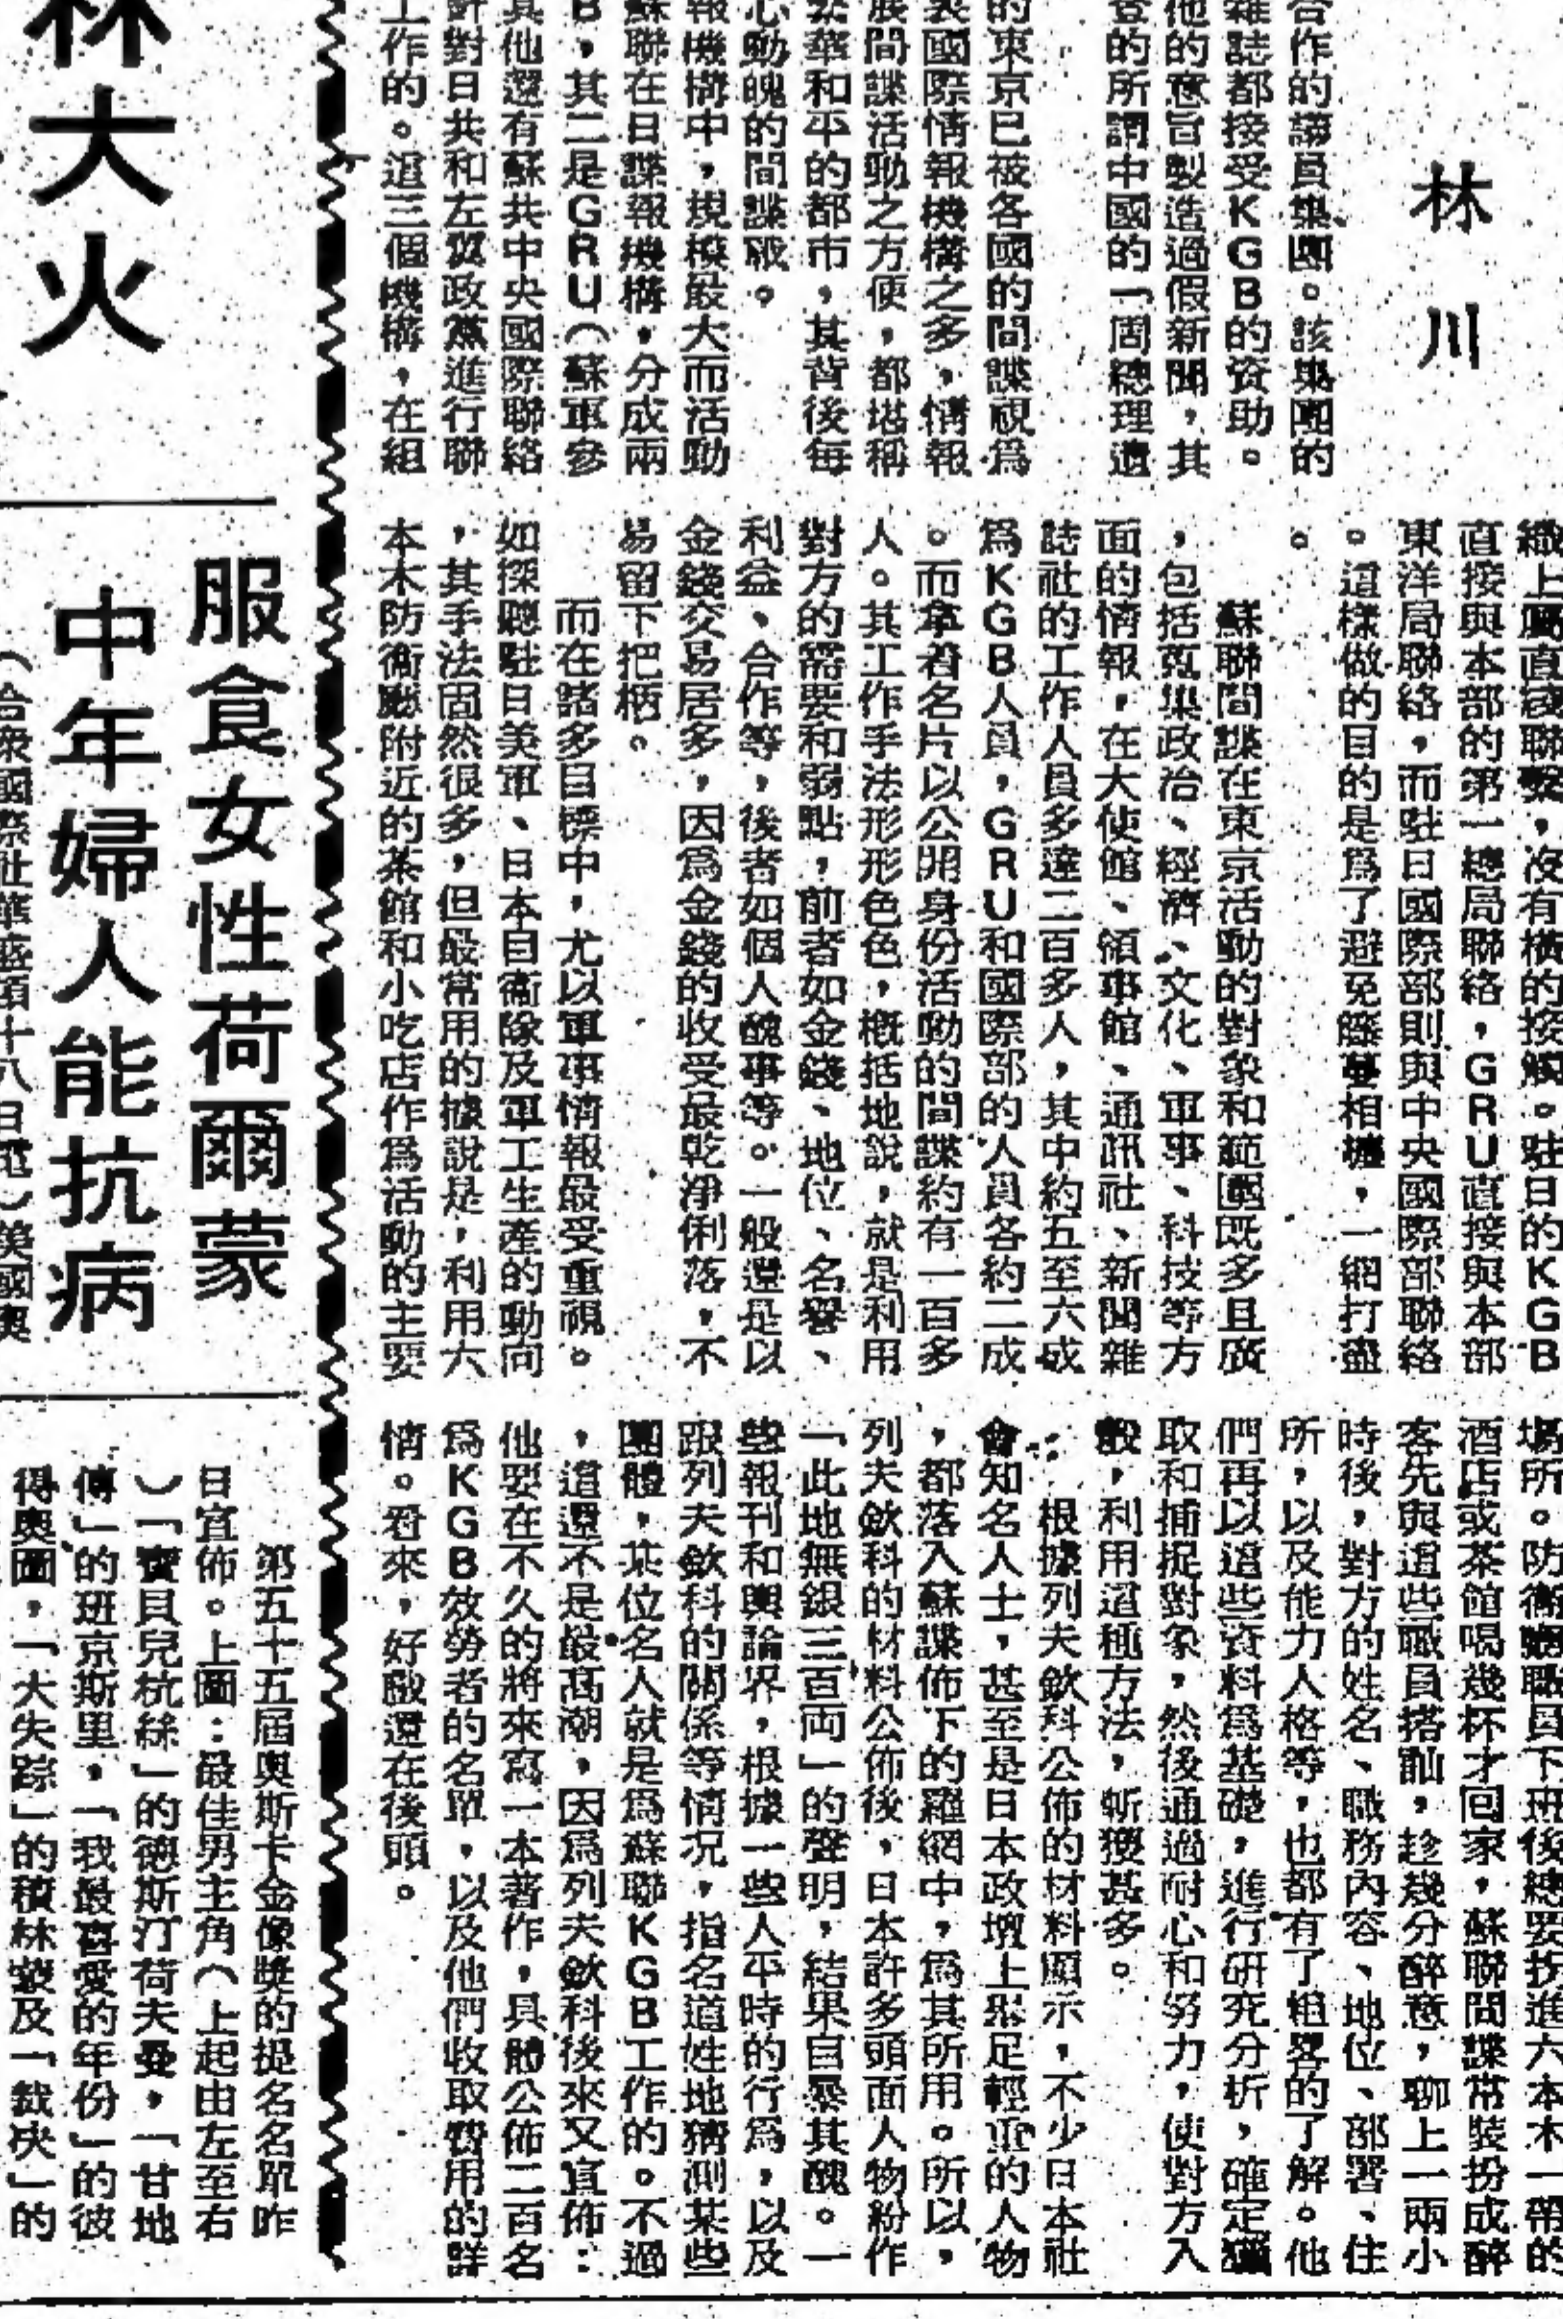 林川
合作的議員集團。該集團的
雜誌都接受KGB的資助。
他的意旨製造過假新聞,其
登的所謂中國的「周總理遺
的東京已被各國的間諜視爲
裏國際情報機構之多,情報
展間諜活動之方便,都堪稱
繁華和平的都市,其背後每
心動魄的間諜戰。
報機構中,規模最大而活動
蘇聯在日諜報機構,分成兩
B,其二是GRU(蘇軍參
其他還有蘇共中央國際聯絡
針對日共和左翼政黨進行聯
工作的。這三個機構,在組
織上屬直接聯繫,沒有橫的接觸。駐日的KGB
直接與本部的第一總局聯絡,GRU直接與本部
東洋局聯絡,而駐日國際部則與中央國際部聯絡
。這樣做的目的是爲了避免籐蔓相纏,一網打盡
。
蘇聯間諜在東京活動的對象和範圍既多且廣
,包括蒐集政治、經濟、文化、軍事、科技等方
面的情報,在大使館、領事館、通訊社、新聞雜
誌社的工作人員多達二百多人,其中約五至六成
爲KGB人員,GRU和國際部的人員各約二成
。而拿着名片以公開身份活動的間諜約有一百多
人。其工作手法形形色色,概括地說,就是利用
對方的需要和弱點,前者如金錢、地位、名譽、
利益、合作等,後者如個人醜事等。一般還是以
金錢交易居多,因爲金錢的收受最乾淨俐落,不
易留下把柄。
而在諸多目標中,尤以軍事情報最受重視。
如探聽駐日美軍、日本自衞隊及軍工生產的動向
,其手法固然很多,但最常用的據說是,利用六
本木防衞廳附近的茶館和小吃店作爲活動的主要
場所。防衞廳職員下班後總要拐進六本木一帶的
酒店或茶館喝幾杯才回家,蘇聯間諜常裝扮成醉
客先與這些職員搭訕,趁幾分醉意,聊上一兩小
時後,對方的姓名、職務內容、地位、部署、住
所,以及能力人格等,也都有了粗畧的了解。他
們再以這些資料爲基礎,進行研究分析,確定獵
取和捕捉對象,然後通過耐心和努力,使對方入
彀,利用這種方法,斬獲甚多。
根據列夫欽科公佈的材料顯示,不少日本社
會知名人士,甚至是日本政壇上舉足輕重的人物
,都落入蘇諜佈下的羅網中,爲其所用。所以,
列夫欽科的材料公佈後,日本許多頭面人物紛作
「此地無銀三百両」的聲明,結果自暴其醜。一
些報刊和輿論界,根據一些人平時的行爲,以及
跟列夫欽科的關係等情況,指名道姓地猜測某些
團體,某位名人就是爲蘇聯KGB工作的。不過
,這還不是最高潮,因爲列夫欽科後來又宣佈:
他要在不久的將來寫一本著作,具體公佈二百名
爲KGB效勞者的名單,以及他們收取費用的詳
情。看來,好戲還在後頭。
林大火
服食女性荷爾蒙
中年婦人能抗病
(合衆國際社華盛頓十八日電)美國奧
第五十五屆奧斯卡金像獎的提名名單昨
日宣佈。上圖:最佳男主角(上起由左至右
)「寶貝兒杭絲」的德斯汀荷夫曼,「甘地
傳」的班京斯里,「我最喜愛的年份」的彼
得奧圖,「大失踪」的積林蒙及「裁决」的